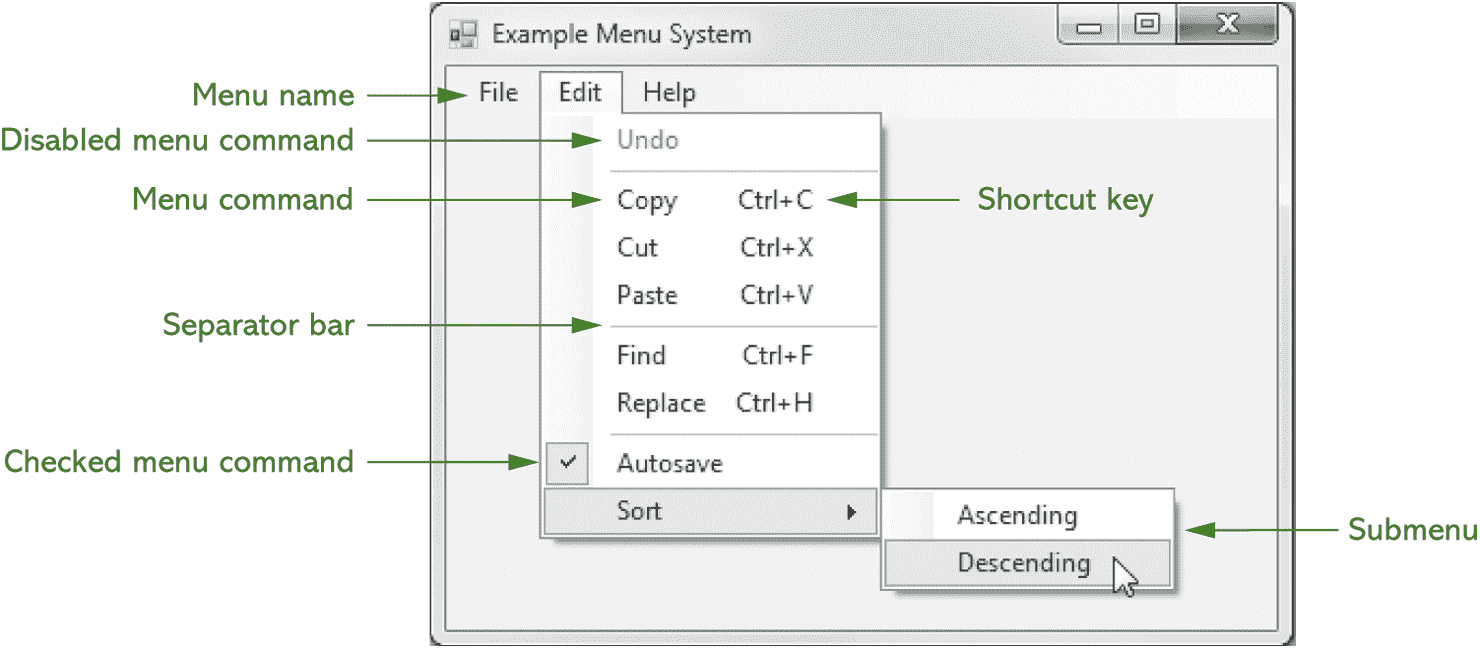 Example Menu System
Menu name File Edit Help
Disabled menu command Undo
Menu command Copy Ctrl+C Shortcut key
Cut Ctrl+X
Paste Ctrl+V
Separator bar
Find Ctrl+F
Replace Ctrl+H
Checked menu command Autosave
Sort
Ascending
Submenu
Descending